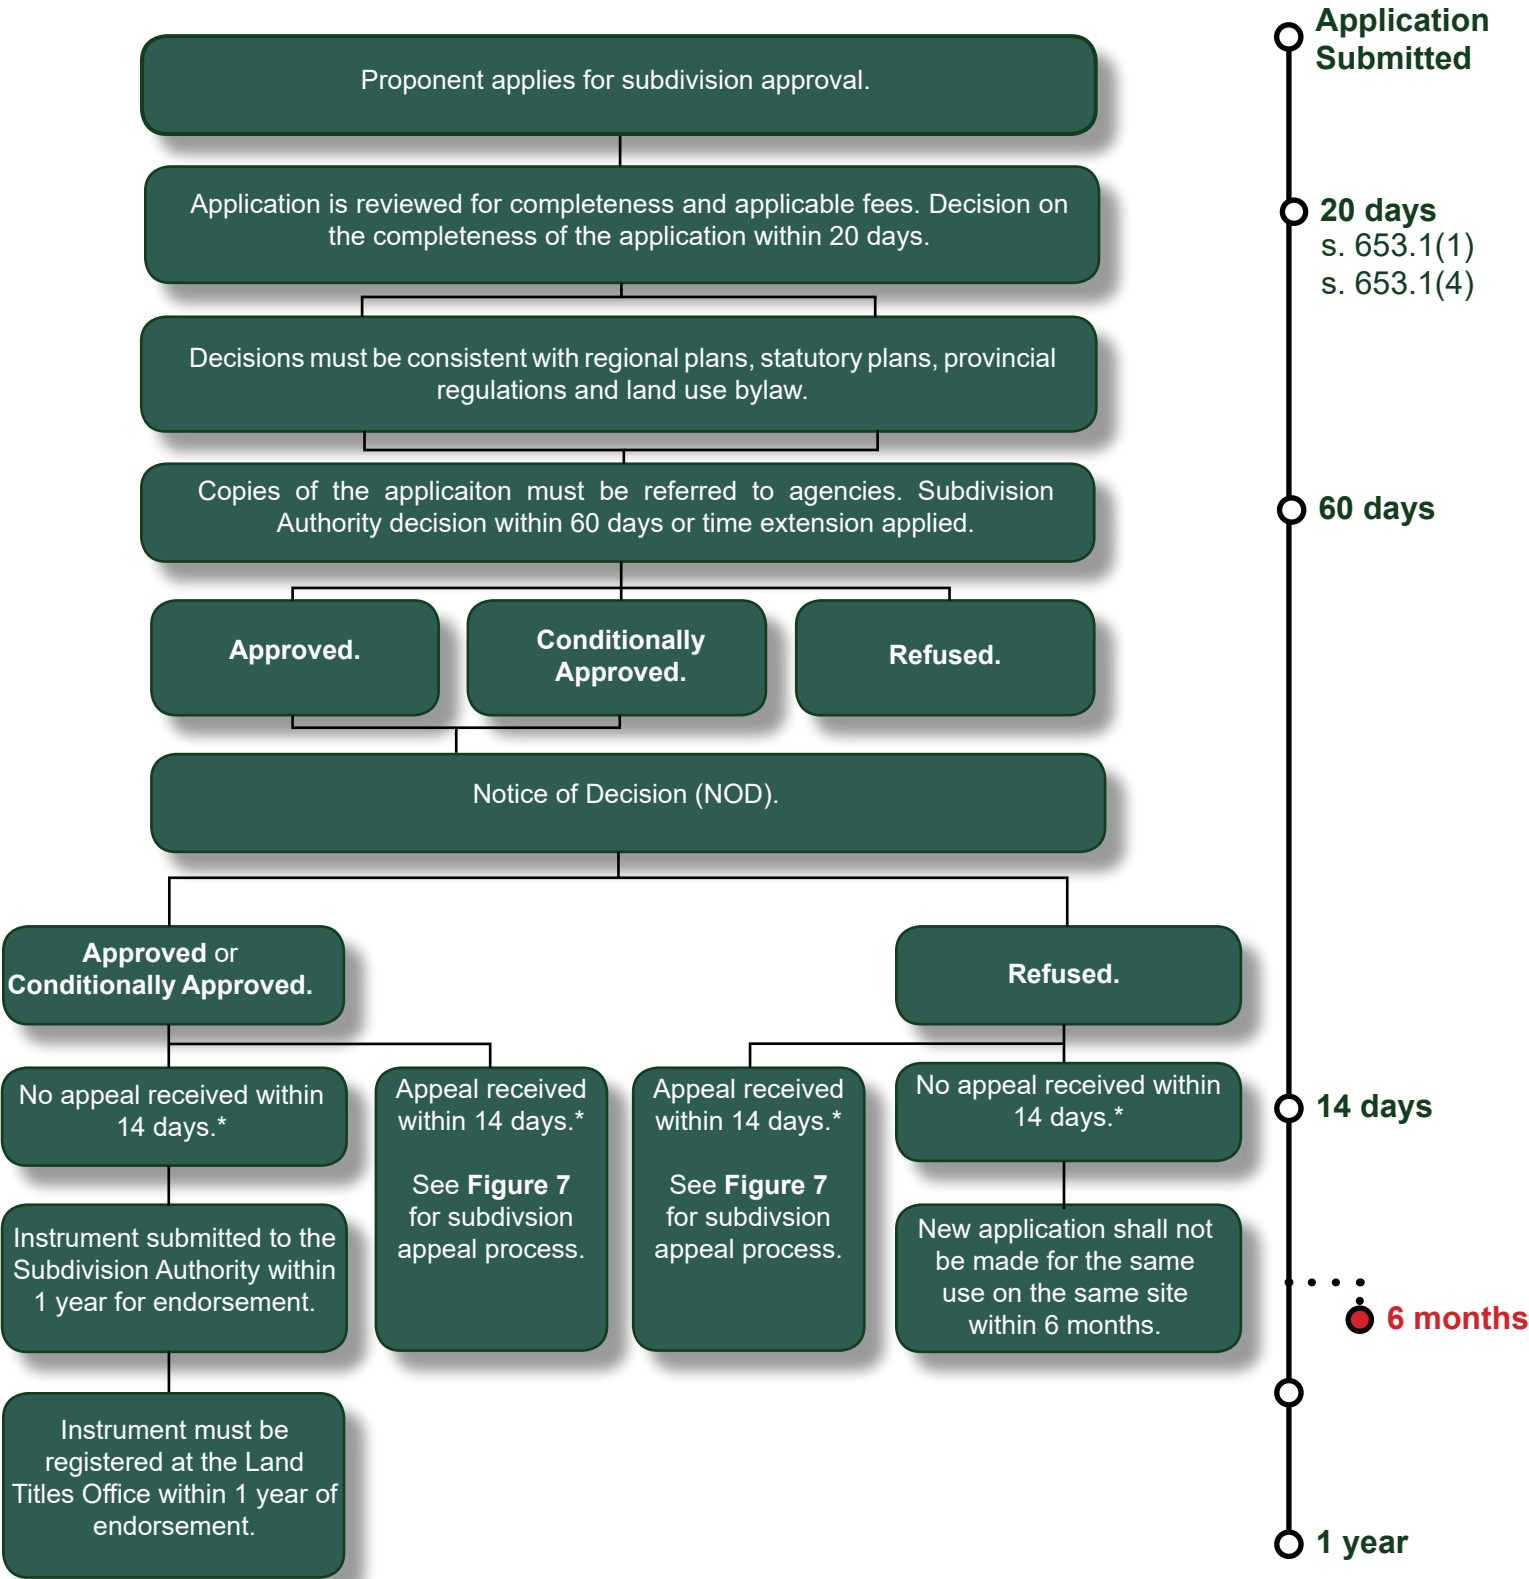 Application
Submitted
Proponent applies for subdivision approval.
Application is reviewed for completeness and applicable fees. Decision on
the completeness of the application within 20 days.
20 days
s. 653.1(1)
s. 653.1(4)
Decisions must be consistent with regional plans, statutory plans, provincial
regulations and land use bylaw.
Copies of the applicaiton must be referred to agencies. Subdivision
Authority decision within 60 days or time extension applied.
60 days
Approved.
Conditionally
Approved.
Refused.
Notice of Decision (NOD).
Approved or
Conditionally Approved.
Refused.
No appeal received within
14 days.*
Appeal received
within 14 days.*
See Figure 7
for subdivsion
appeal process.
Appeal received
within 14 days.*
See Figure 7
for subdivsion
appeal process.
No appeal received within
14 days.*
14 days
Instrument submitted to the
Subdivision Authority within
1 year for endorsement.
New application shall not
be made for the same
use on the same site
within 6 months.
6 months
Instrument must be
registered at the Land
Titles Office within 1 year of
endorsement.
1 year